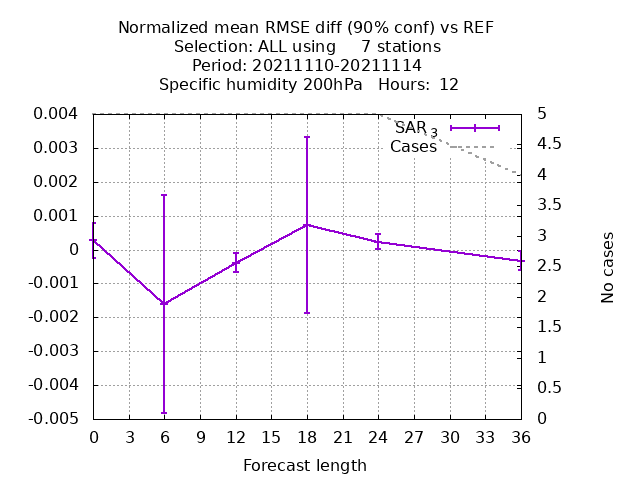 Normalized mean RMSE diff (90% conf) vs REF
Selection: ALL using     7 stations
Period: 20211110-20211114
Specific humidity 200hPa   Hours:  12
SAR 3
Cases
0.004
0.003
0.002
0.001
0
-0.001
-0.002
-0.003
-0.004
-0.005
5
4.5
4
3.5
3
2.5
2
1.5
1
0.5
0
No cases
0 3 6 9 12 15 18 21 24 27 30 33 36
Forecast length